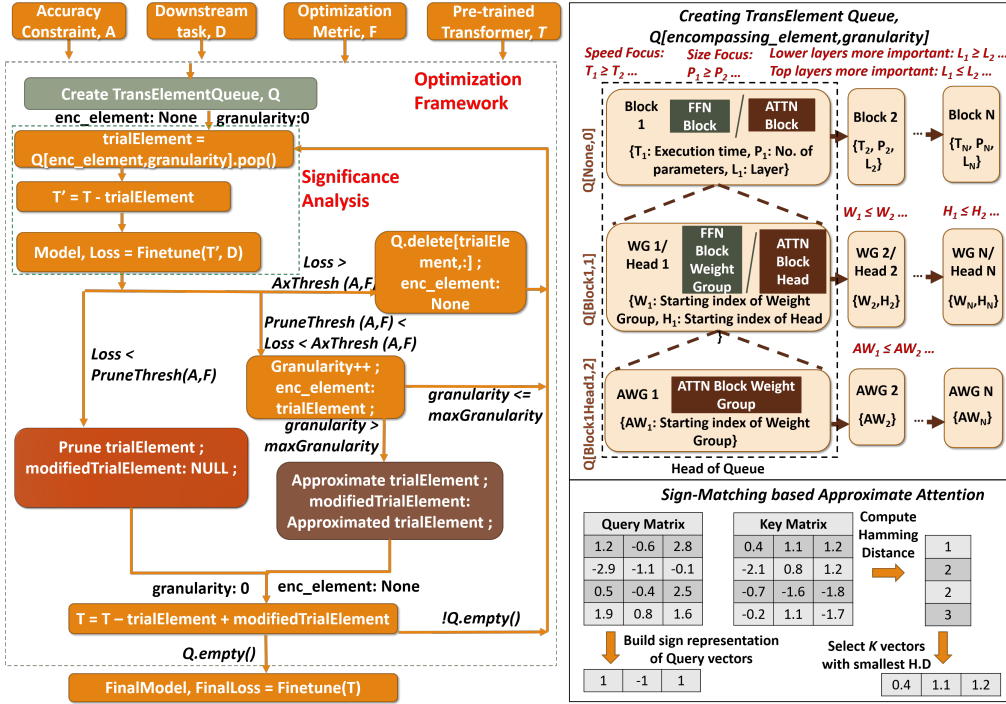 Accuracy
Constraint, A
Downstream
task, D
Optimization
Metric, F
Pre-trained
Transformer, T
Optimization
Framework
Create TransElementQueue, Q
enc_element: None
granularity:0
trialElement =
Q[enc_element,granularity].pop()
Significance
Analysis
T' = T - trialElement
Model, Loss = Finetune(T', D)
Loss >
AxThresh (A,F)
Q.delete[trialEle
ment,:] ;
enc_element:
None
PruneThresh (A,F) <
Loss < AxThresh (A,F)
Loss <
PruneThresh(A,F)
Granularity++ ;
enc_element:
trialElement ;
granularity <=
maxGranularity
granularity >
maxGranularity
Prune trialElement ;
modifiedTrialElement: NULL ;
Approximate trialElement ;
modifiedTrialElement:
Approximated trialElement ;
granularity: 0
enc_element: None
T = T – trialElement + modifiedTrialElement
!Q.empty()
Q.empty()
FinalModel, FinalLoss = Finetune(T)
Creating TransElement Queue,
Q[encompassing_element,granularity]
Speed Focus:
T1 ≥ T2 ...
Size Focus:
P1 ≥ P2 ...
Lower layers more important: L1 ≥ L2 ...
Top layers more important: L1 ≤ L2 ...
Q[None,0]
Block
1
FFN
Block
/
ATTN
Block
{T1: Execution time, P1: No. of
parameters, L1: Layer}
Block 2
{T2, P2,
L2}
...
Block N
{TN, PN,
LN}
W1 ≤ W2 ...
H1 ≤ H2 ...
Q[Block1,1]
WG 1/
Head 1
FFN
Block
Weight
Group
/
ATTN
Block
Head
{W1: Starting index of Weight
Group, H1: Starting index of Head
}
WG 2/
Head 2
{W2,H2}
...
WG N/
Head N
{WN,HN}
AW1 ≤ AW2 ...
Q[Block1Head1,2]
AWG 1
ATTN Block Weight
Group
{AW1: Starting index of Weight
Group}
AWG 2
{AW2}
...
AWG N
{AWN}
Head of Queue
Sign-Matching based Approximate Attention
Query Matrix
1.2 -0.6 2.8
-2.9 -1.1 -0.1
0.5 -0.4 2.5
1.9 0.8 1.6
Key Matrix
0.4 1.1 1.2
-2.1 0.8 1.2
-0.7 -1.6 -1.8
-0.2 1.1 -1.7
Compute
Hamming
Distance
1
2
2
3
Build sign representation
of Query vectors
1 -1 1
Select K vectors
with smallest H.D
0.4 1.1 1.2